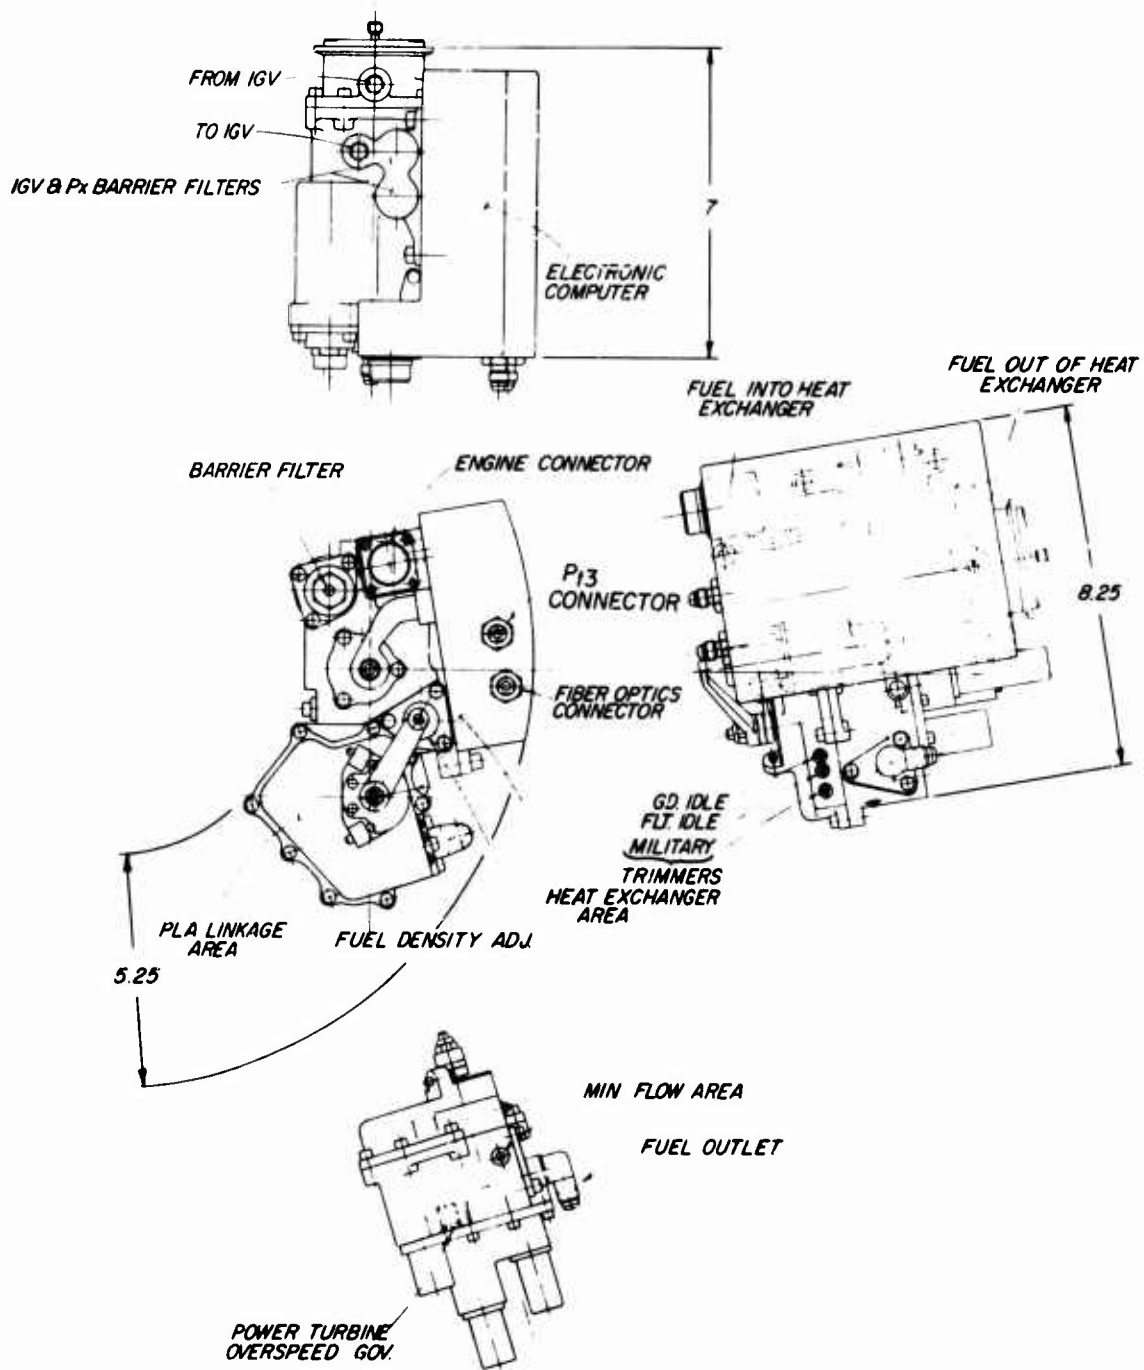 FROM IGV
TO IGV
IGV & Px BARRIER FILTERS
7
ELECTRONIC
COMPUTER
FUEL INTO HEAT
EXCHANGER
FUEL OUT OF HEAT
EXCHANGER
BARRIER FILTER
ENGINE CONNECTOR
Pt3
CONNECTOR
8.25
FIBER OPTICS
CONNECTOR
GD. IDLE
FLT. IDLE
MILITARY
TRIMMERS
HEAT EXCHANGER
AREA
PLA LINKAGE
AREA
FUEL DENSITY ADJ.
5.25
MIN FLOW AREA
FUEL OUTLET
POWER TURBINE
OVERSPEED GOV.